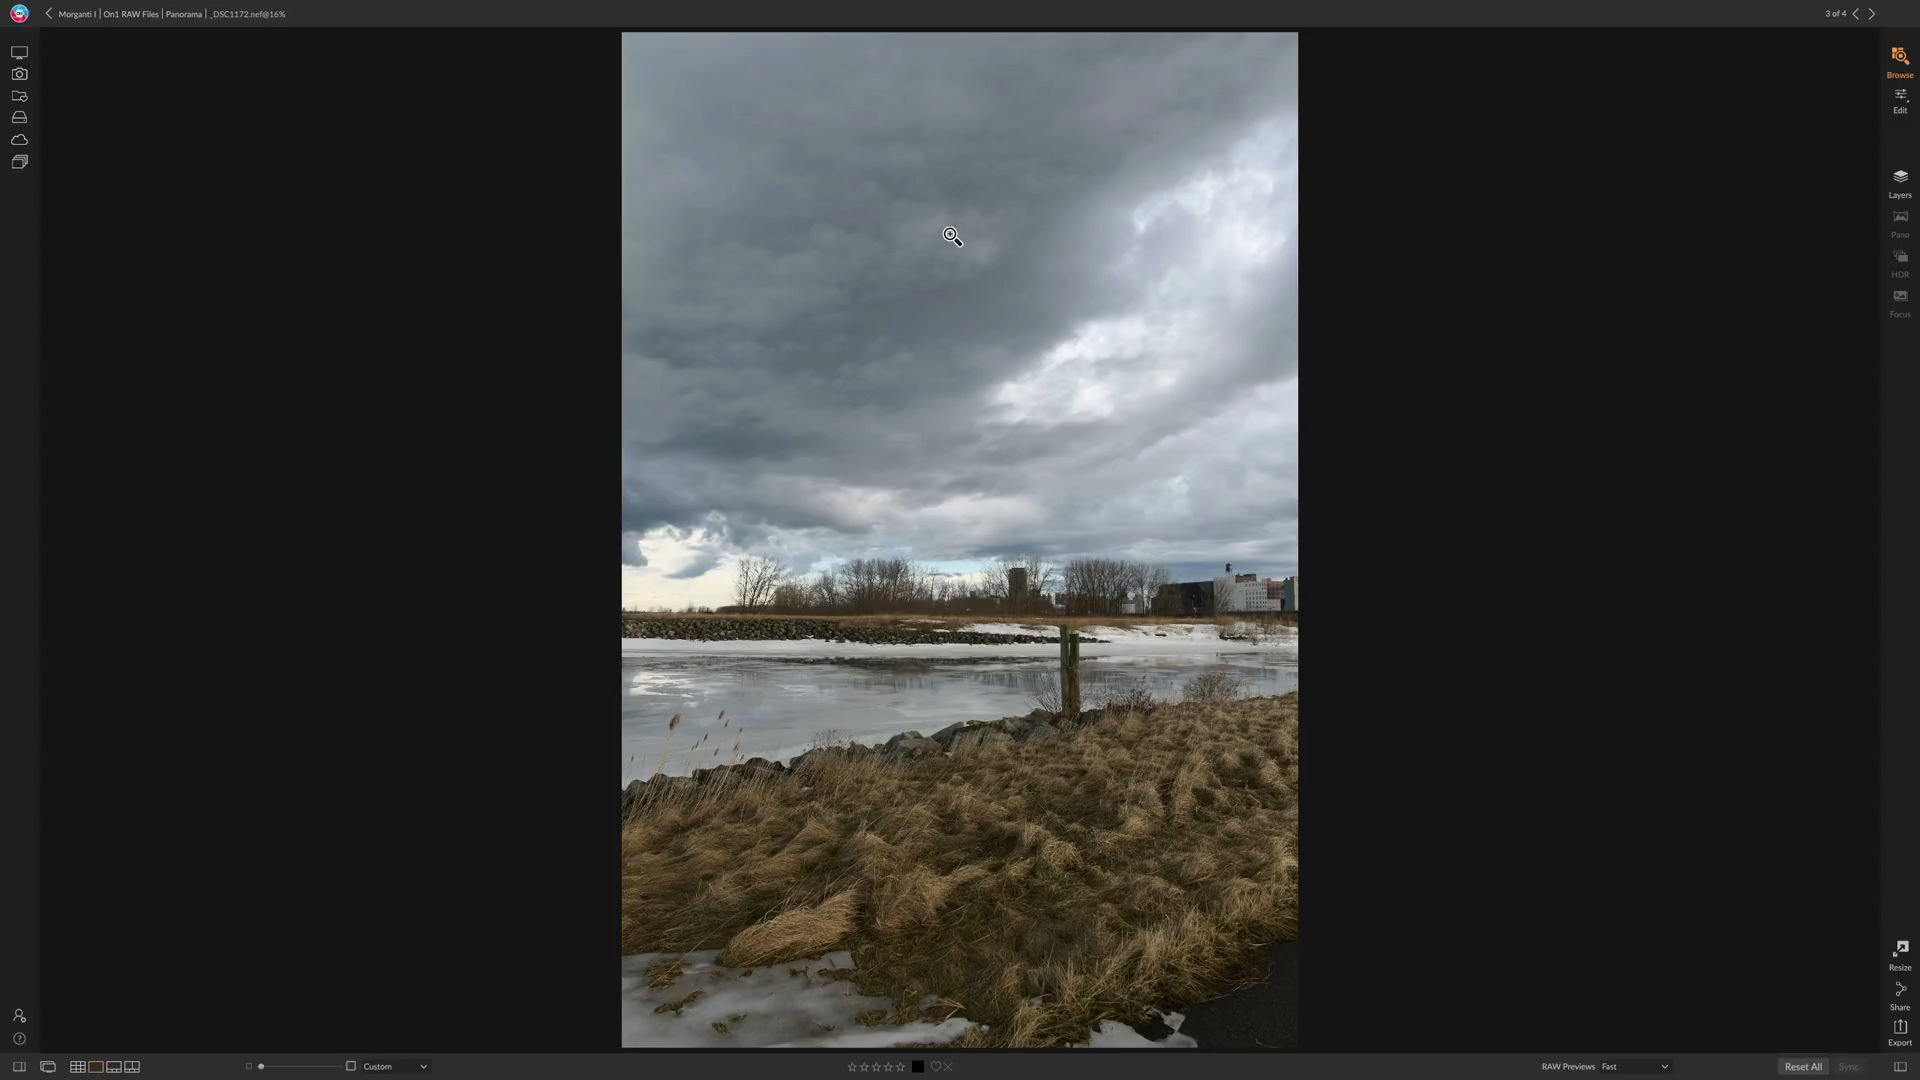 Morganti I | On1 RAW Files | Panorama | _DSC1172.nef@16%
3 of 4
Browse
Edit
Layers
Pano
HDR
Focus
Resize
Share
Export
Custom
RAW Previews Fast
Reset All
Sync